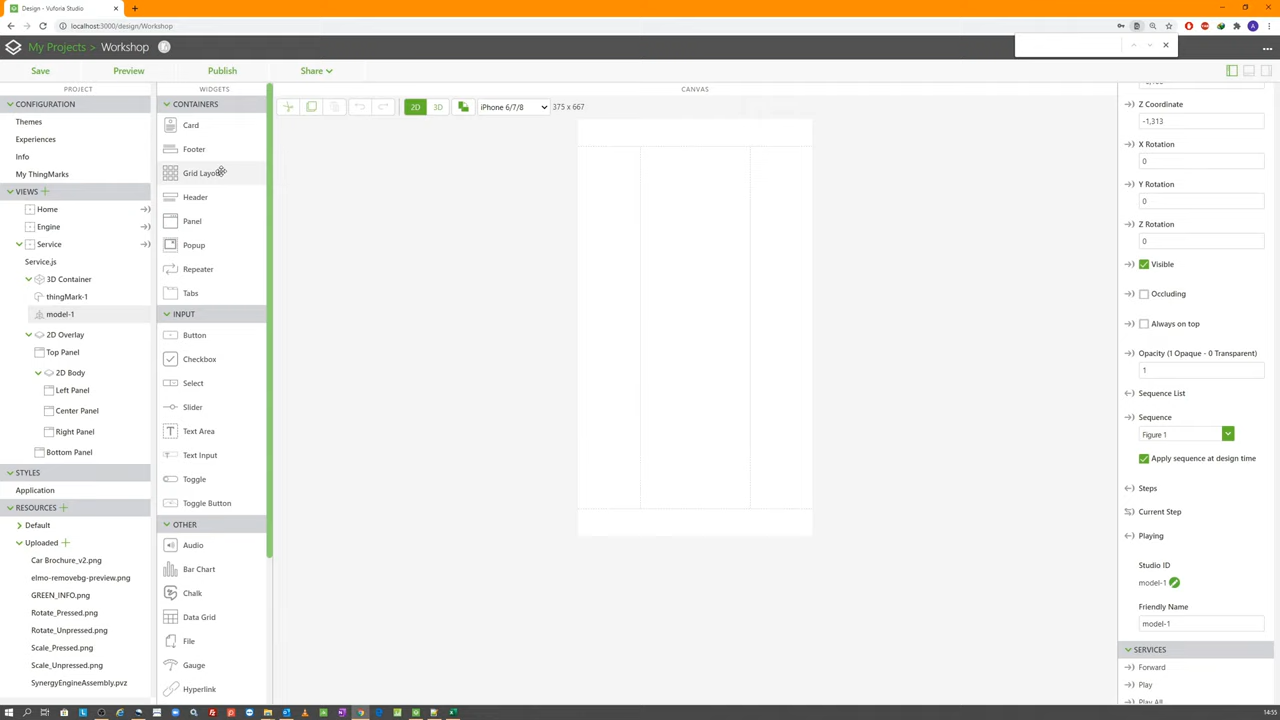 Design - Vuforia Studio
localhost:3000/design/Workshop
My Projects > Workshop
Save
Preview
Publish
Share
PROJECT
WIDGETS
CANVAS
CONFIGURATION
Themes
Experiences
Info
My ThingMarks
VIEWS
Home
Engine
Service
Service.js
3D Container
thingMark-1
model-1
2D Overlay
Top Panel
2D Body
Left Panel
Center Panel
Right Panel
Bottom Panel
STYLES
Application
RESOURCES
Default
Uploaded
Car Brochure_v2.png
elmo-removebg-preview.png
GREEN_INFO.png
Rotate_Pressed.png
Rotate_Unpressed.png
Scale_Pressed.png
Scale_Unpressed.png
SynergyEngineAssembly.pvz
CONTAINERS
Card
Footer
Grid Layout
Header
Panel
Popup
Repeater
Tabs
INPUT
Button
Checkbox
Select
Slider
Text Area
Text Input
Toggle
Toggle Button
OTHER
Audio
Bar Chart
Chalk
Data Grid
File
Gauge
Hyperlink
2D
3D
iPhone 6/7/8
375 x 667
Z Coordinate
-1,313
X Rotation
0
Y Rotation
0
Z Rotation
0
Visible
Occluding
Always on top
Opacity (1 Opaque - 0 Transparent)
1
Sequence List
Sequence
Figure 1
Apply sequence at design time
Steps
Current Step
Playing
Studio ID
model-1
Friendly Name
model-1
SERVICES
Forward
Play
Play All
14:55